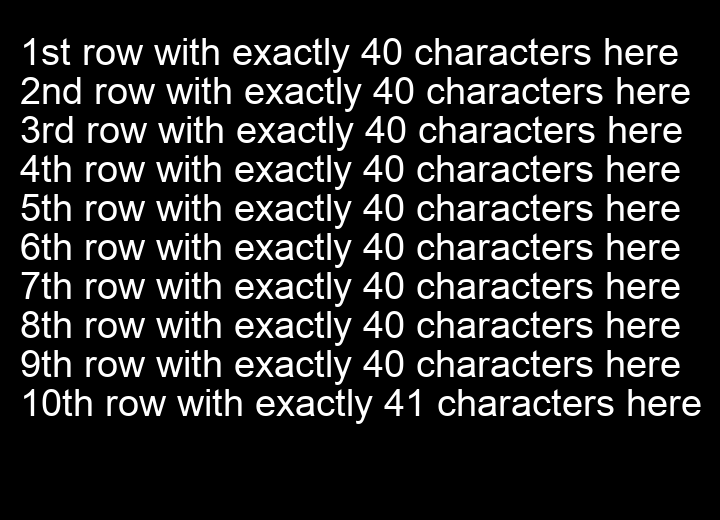 1st row with exactly 40 characters here
2nd row with exactly 40 characters here
3rd row with exactly 40 characters here
4th row with exactly 40 characters here
5th row with exactly 40 characters here
6th row with exactly 40 characters here
7th row with exactly 40 characters here
8th row with exactly 40 characters here
9th row with exactly 40 characters here
10th row with exactly 41 characters here